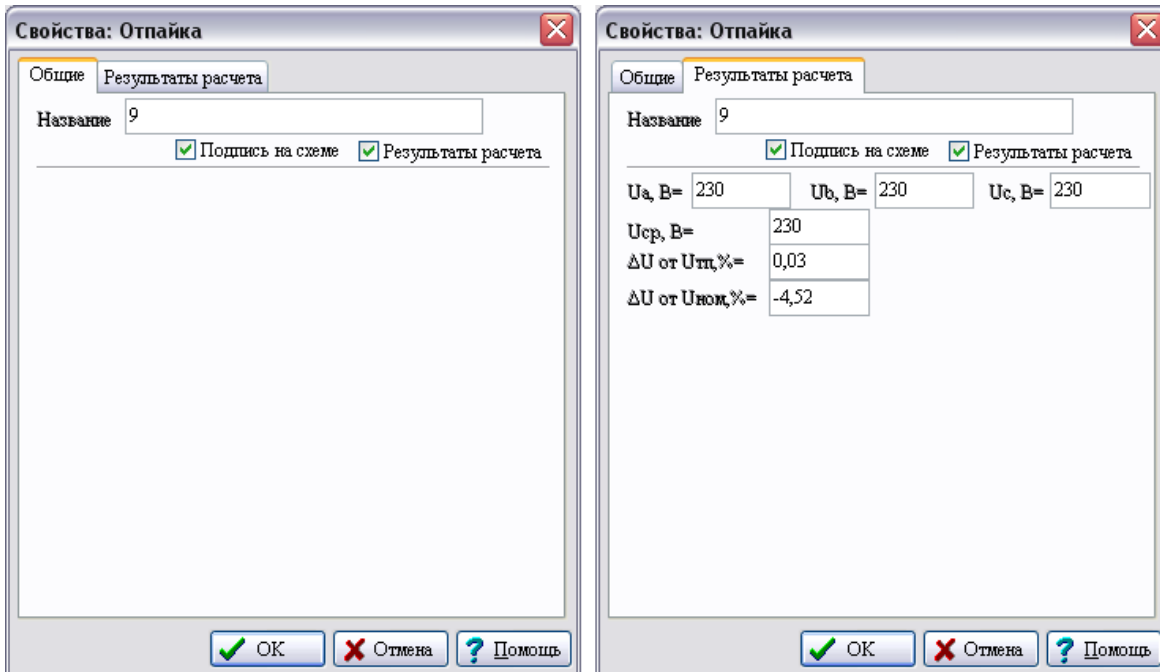 Свойства: Отпайка
Общие Результаты расчета
Название 9
Подпись на схеме Результаты расчета
OK Отмена Помощь
Свойства: Отпайка
Общие Результаты расчета
Название 9
Подпись на схеме Результаты расчета
Ua, В= 230 Ub, В= 230 Uc, В= 230
Uср, В= 230
ΔU от Uтп,%= 0,03
ΔU от Uном,%= -4,52
OK Отмена Помощь